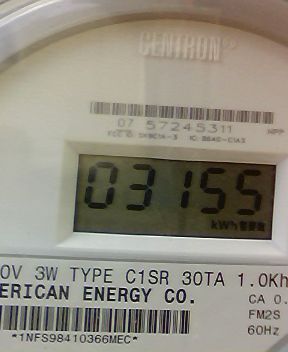 CENTRON®
07 57245311 NPP
03155
kWh
0V 3W TYPE C1SR 30TA 1.0Kh
ERICAN ENERGY CO. CA 0.
FM2S
60Hz
*1NFS98410366MEC*